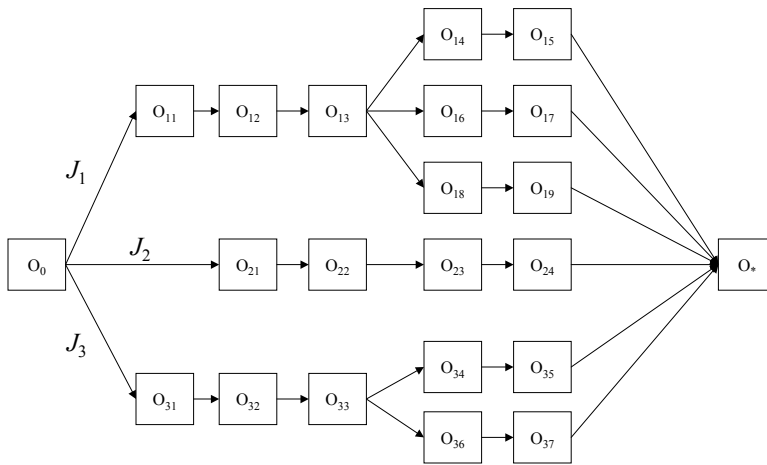 O₁₄ O₁₅
O₁₁ O₁₂ O₁₃ O₁₆ O₁₇
J₁
O₁₈ O₁₉
J₂
O₀ O₂₁ O₂₂ O₂₃ O₂₄ O*
J₃
O₃₄ O₃₅
O₃₁ O₃₂ O₃₃
O₃₆ O₃₇